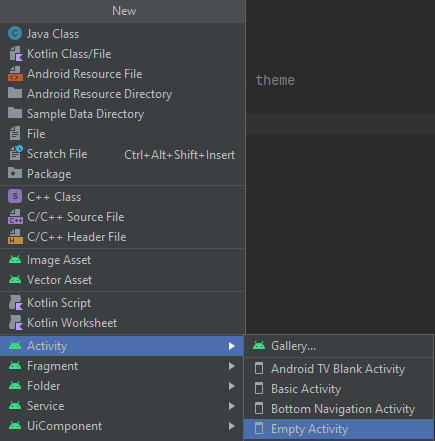 New
Java Class
Kotlin Class/File
Android Resource File
theme
Android Resource Directory
Sample Data Directory
File
Scratch File Ctrl+Alt+Shift+Insert
Package
S C++ Class
C++ C/C++ Source File
H C/C++ Header File
Image Asset
Vector Asset
Kotlin Script
Kotlin Worksheet
Activity
Fragment
Folder
Service
UiComponent
Gallery...
Android TV Blank Activity
Basic Activity
Bottom Navigation Activity
Empty Activity